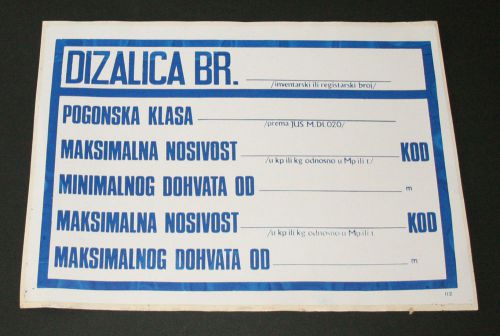 DIZALICA BR.
/inventarski ili registarski broj/
POGONSKA KLASA
/prema JUS M.D1.020/
MAKSIMALNA NOSIVOST KOD
/u kp ili kg odnosno u Mp ili t./
MINIMALNOG DOHVATA OD m
MAKSIMALNA NOSIVOST KOD
/u kp ili kg odnosno u Mp ili t./
MAKSIMALNOG DOHVATA OD m
112